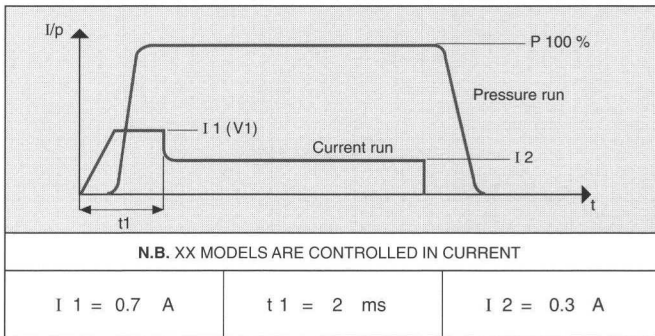 I/p
P 100 %
Pressure run
I 1 (V1)
Current run
I 2
t
t1
N.B. XX MODELS ARE CONTROLLED IN CURRENT
I 1 = 0.7 A
t 1 = 2 ms
I 2 = 0.3 A